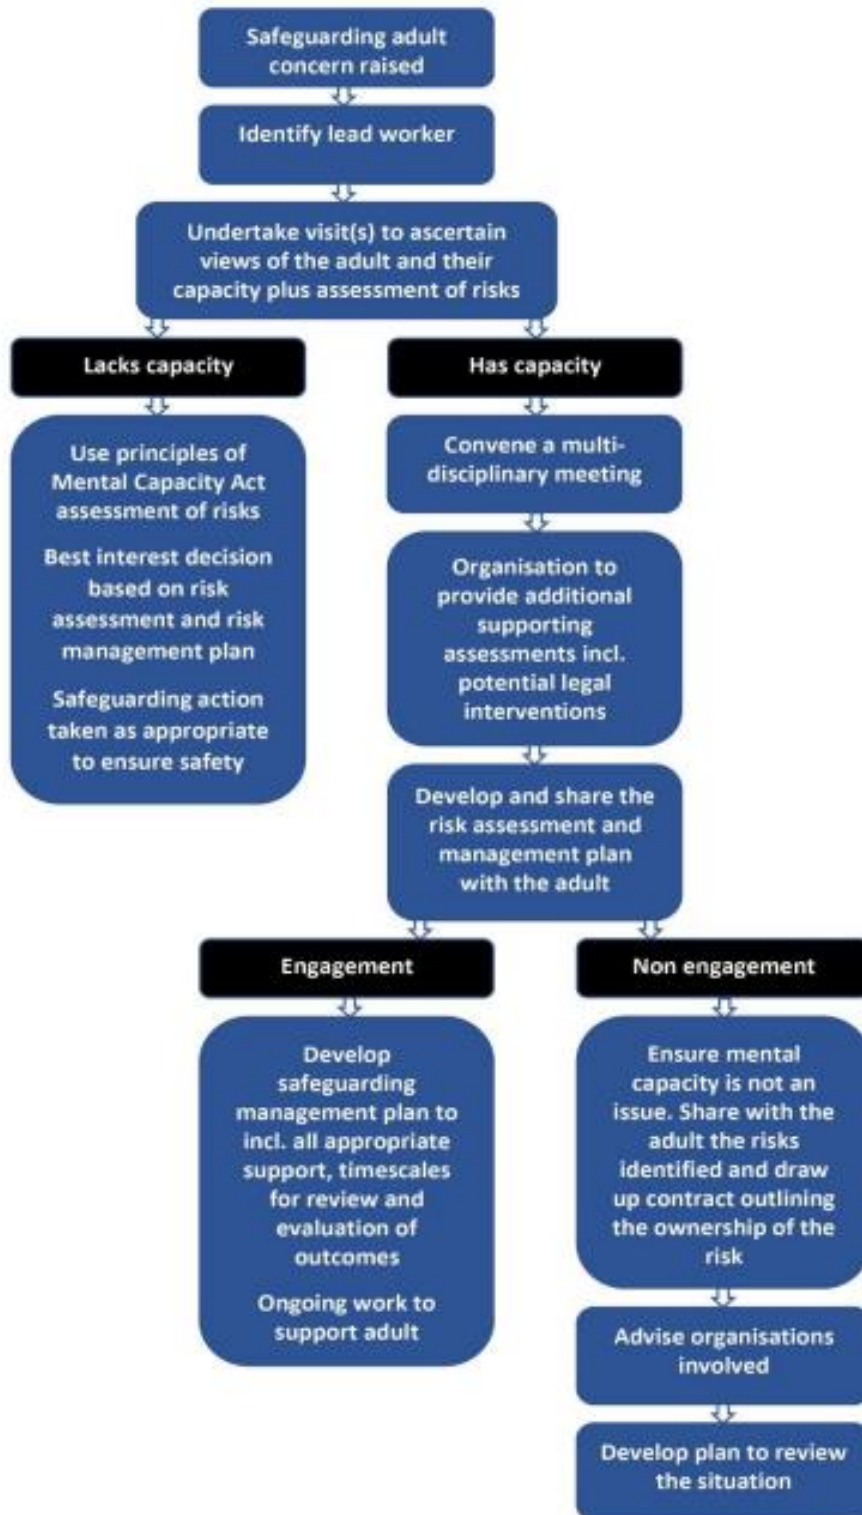 Safeguarding adult
concern raised
Identify lead worker
Undertake visit(s) to ascertain
views of the adult and their
capacity plus assessment of risks
Lacks capacity
Use principles of
Mental Capacity Act
assessment of risks
Best interest decision
based on risk
assessment and risk
management plan
Safeguarding action
taken as appropriate
to ensure safety
Has capacity
Convene a multi-
disciplinary meeting
Organisation to
provide additional
supporting
assessments incl.
potential legal
interventions
Develop and share the
risk assessment and
management plan
with the adult
Engagement
Develop
safeguarding
management plan to
incl. all appropriate
support, timescales
for review and
evaluation of
outcomes
Ongoing work to
support adult
Non engagement
Ensure mental
capacity is not an
issue. Share with the
adult the risks
identified and draw
up contract outlining
the ownership of the
risk
Advise organisations
involved
Develop plan to review
the situation